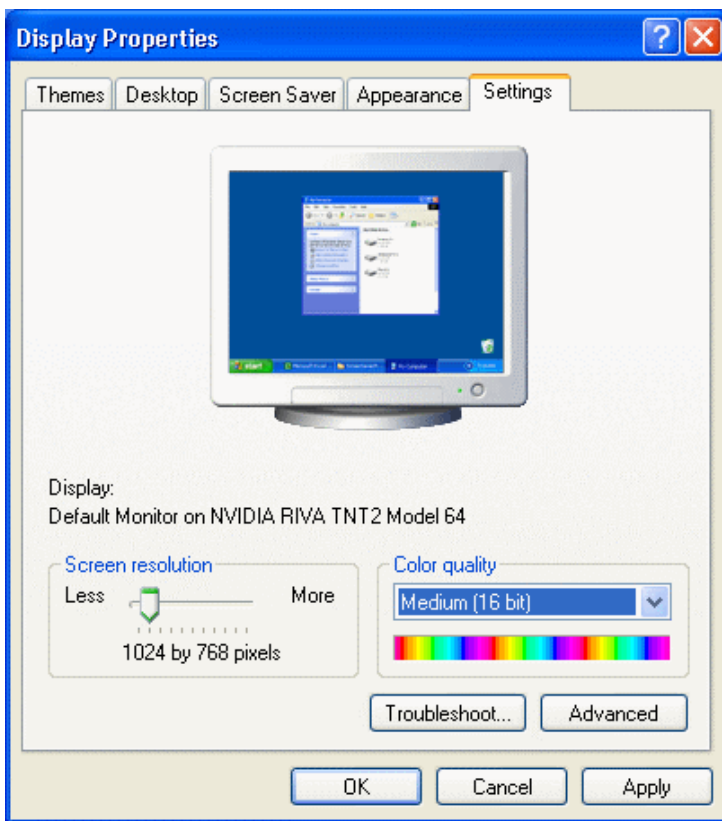 Display Properties
?
Themes Desktop Screen Saver Appearance Settings
start
Display:
Default Monitor on NVIDIA RIVA TNT2 Model 64
Screen resolution
Less More
1024 by 768 pixels
Color quality
Medium (16 bit)
Troubleshoot... Advanced
OK Cancel Apply